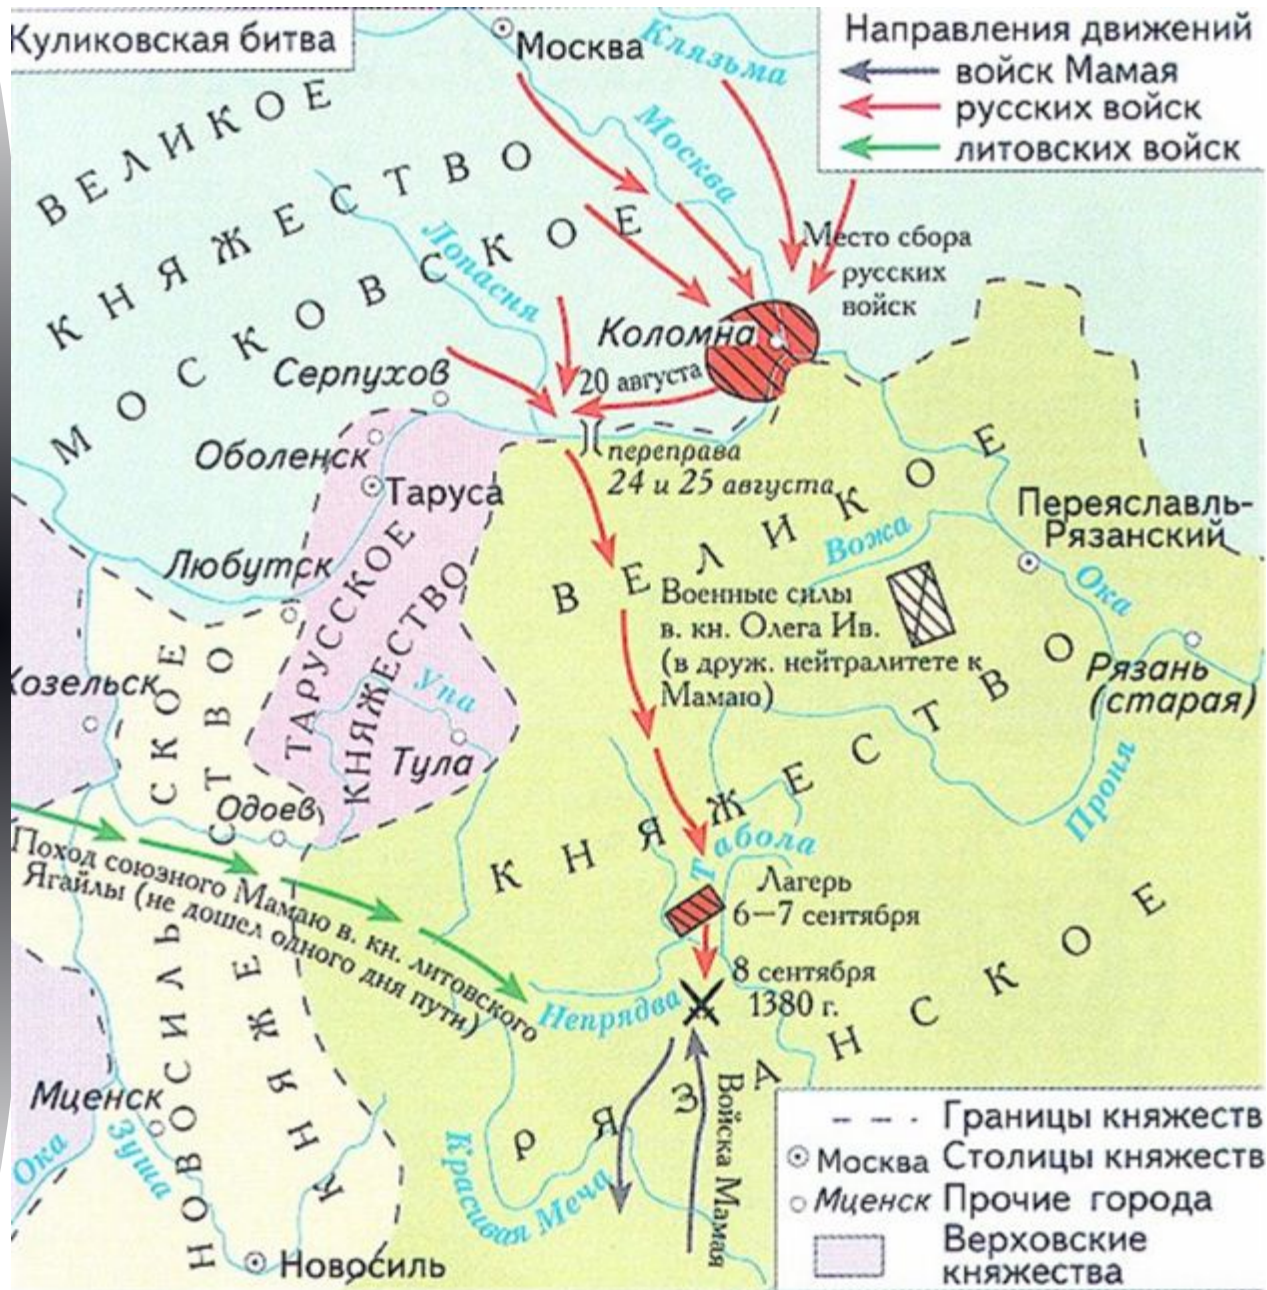 Куликовская битва
Москва
Клязьма
Направления движений
войск Мамая
русских войск
литовских войск
ВЕЛИКОЕ
КНЯЖЕСТВО
МОСКОВСКОЕ
Москва
Лопасня
Место сбора
русских
войск
Коломна
Серпухов
20 августа
Оболенск
переправа
24 и 25 августа
Таруса
Переяславль-
Рязанский
Вожа
Любутск
ТАРУССКОЕ
КНЯЖЕСТВО
ВЕЛИКОЕ
Военные силы
в. кн. Олега Ив.
(в друж. нейтралитете к
Мамаю)
Ока
Рязань
(старая)
Козельск
Упа
Тула
Проня
Одоев
КНЯЖЕСТВО
Табола
Лагерь
6–7 сентября
Поход союзного Мамаю в. кн. литовского
Ягайлы (не дошел одного дня пути)
8 сентября
1380 г.
Непрядва
РЯЗАНСКОЕ
НОВОСИЛЬСКОЕ
КНЯЖЕСТВО
Мценск
Зуша
Ока
Красивая Меча
Войска Мамая
Новосиль
Границы княжеств
Москва Столицы княжеств
Мценск Прочие города
Верховские
княжества